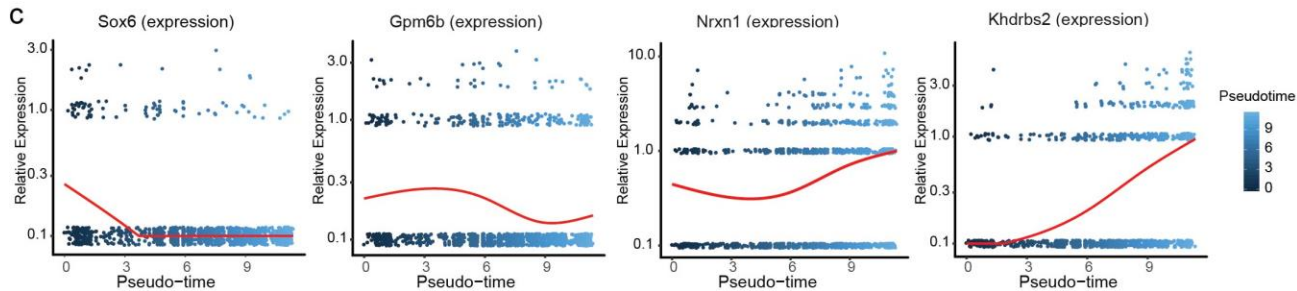 C
Sox6 (expression)
Gpm6b (expression)
Nrxn1 (expression)
Khdrbs2 (expression)
Relative Expression
3.0
1.0
0.3
0.1
0
3
6
9
Pseudo-time
Relative Expression
3.0
1.0
0.3
0.1
0
3
6
9
Pseudo-time
Relative Expression
10.0
1.0
0.1
0
3
6
9
Pseudo-time
Relative Expression
3.0
1.0
0.3
0.1
0
3
6
9
Pseudo-time
Pseudotime
9
6
3
0